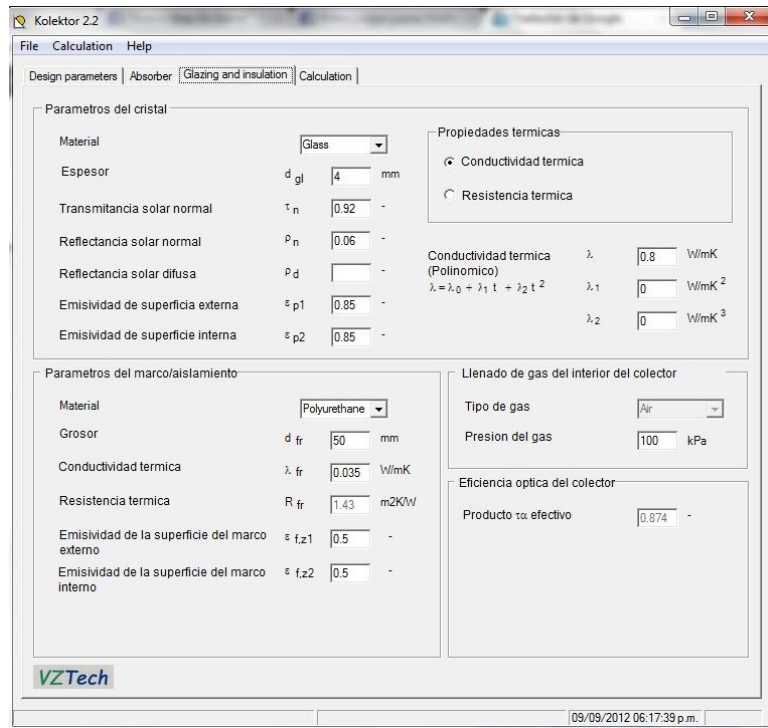 Kolektor 2.2
File Calculation Help
Design parameters Absorber Glazing and insulation Calculation
Parametros del cristal
Material Glass
Espesor d gl 4 mm
Transmitancia solar normal τ n 0.92 -
Reflectancia solar normal ρ n 0.06 -
Reflectancia solar difusa ρ d -
Emisividad de superficia externa ε p1 0.85 -
Emisividad de superficie interna ε p2 0.85 -
Propiedades termicas
Conductividad termica
Resistencia termica
Conductividad termica λ 0.8 W/mK
(Polinomico)
λ = λ 0 + λ 1 t + λ 2 t 2
λ 1 0 W/mK 2
λ 2 0 W/mK 3
Parametros del marco/aislamiento
Material Polyurethane
Grosor d fr 50 mm
Conductividad termica λ fr 0.035 W/mK
Resistencia termica R fr 1.43 m2K/W
Emisividad de la superficie del marco ε f,z1 0.5 -
externo
Emisividad de la superficie del marco ε f,z2 0.5 -
interno
Llenado de gas del interior del colector
Tipo de gas Air
Presion del gas 100 kPa
Eficiencia optica del colector
Producto τα efectivo 0.874 -
VZTech
09/09/2012 06:17:39 p.m.